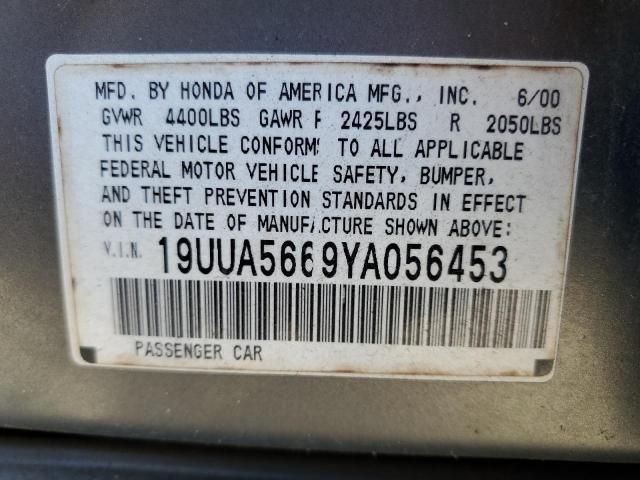 MFD. BY HONDA OF AMERICA MFG., INC. 6/00
GVWR 4400LBS GAWR F 2425LBS R 2050LBS
THIS VEHICLE CONFORMS TO ALL APPLICABLE
FEDERAL MOTOR VEHICLE SAFETY, BUMPER,
AND THEFT PREVENTION STANDARDS IN EFFECT
ON THE DATE OF MANUFACTURE SHOWN ABOVE:
V.I.N. 19UUA5669YA056453
PASSENGER CAR